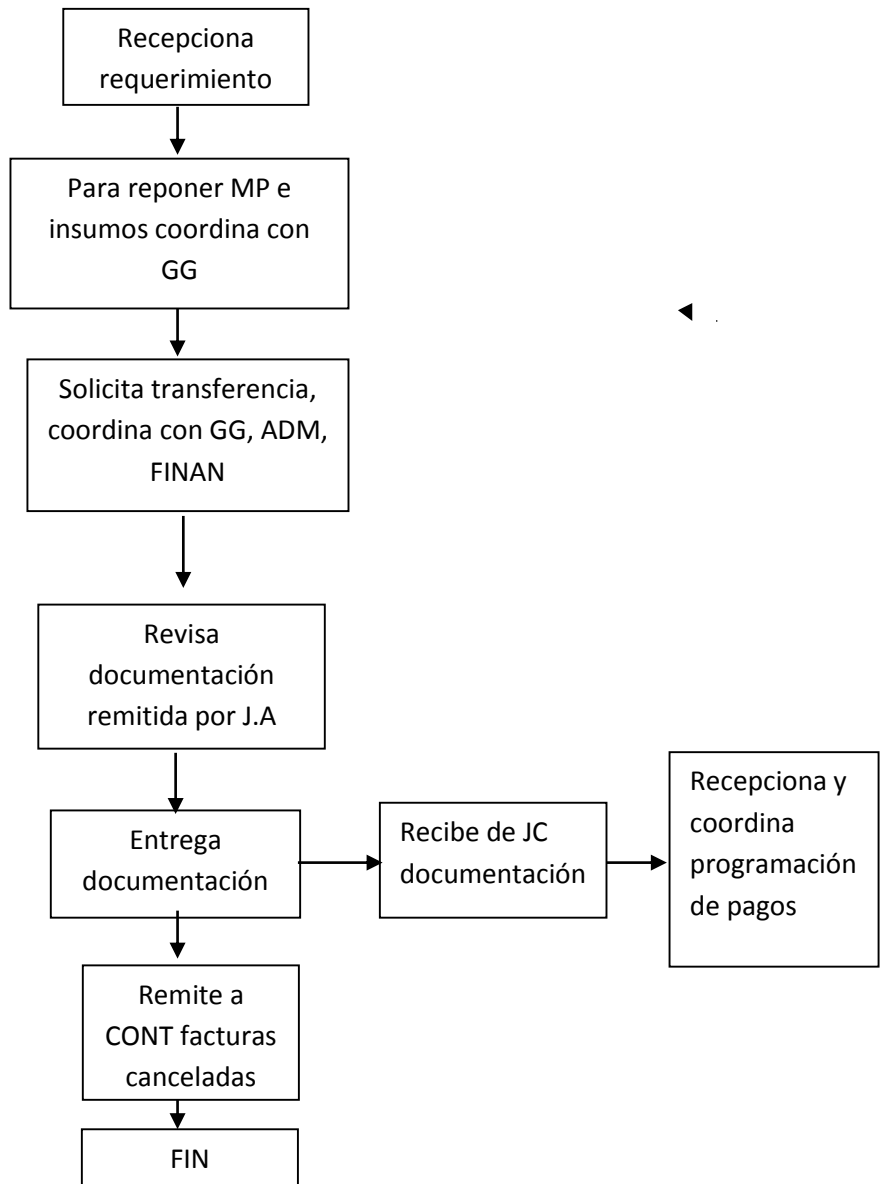 Recepciona
requerimiento
Para reponer MP e
insumos coordina con
GG
Solicita transferencia,
coordina con GG, ADM,
FINAN
Revisa
documentación
remitida por J.A
Entrega
documentación
Recibe de JC
documentación
Recepciona y
coordina
programación
de pagos
Remite a
CONT facturas
canceladas
FIN